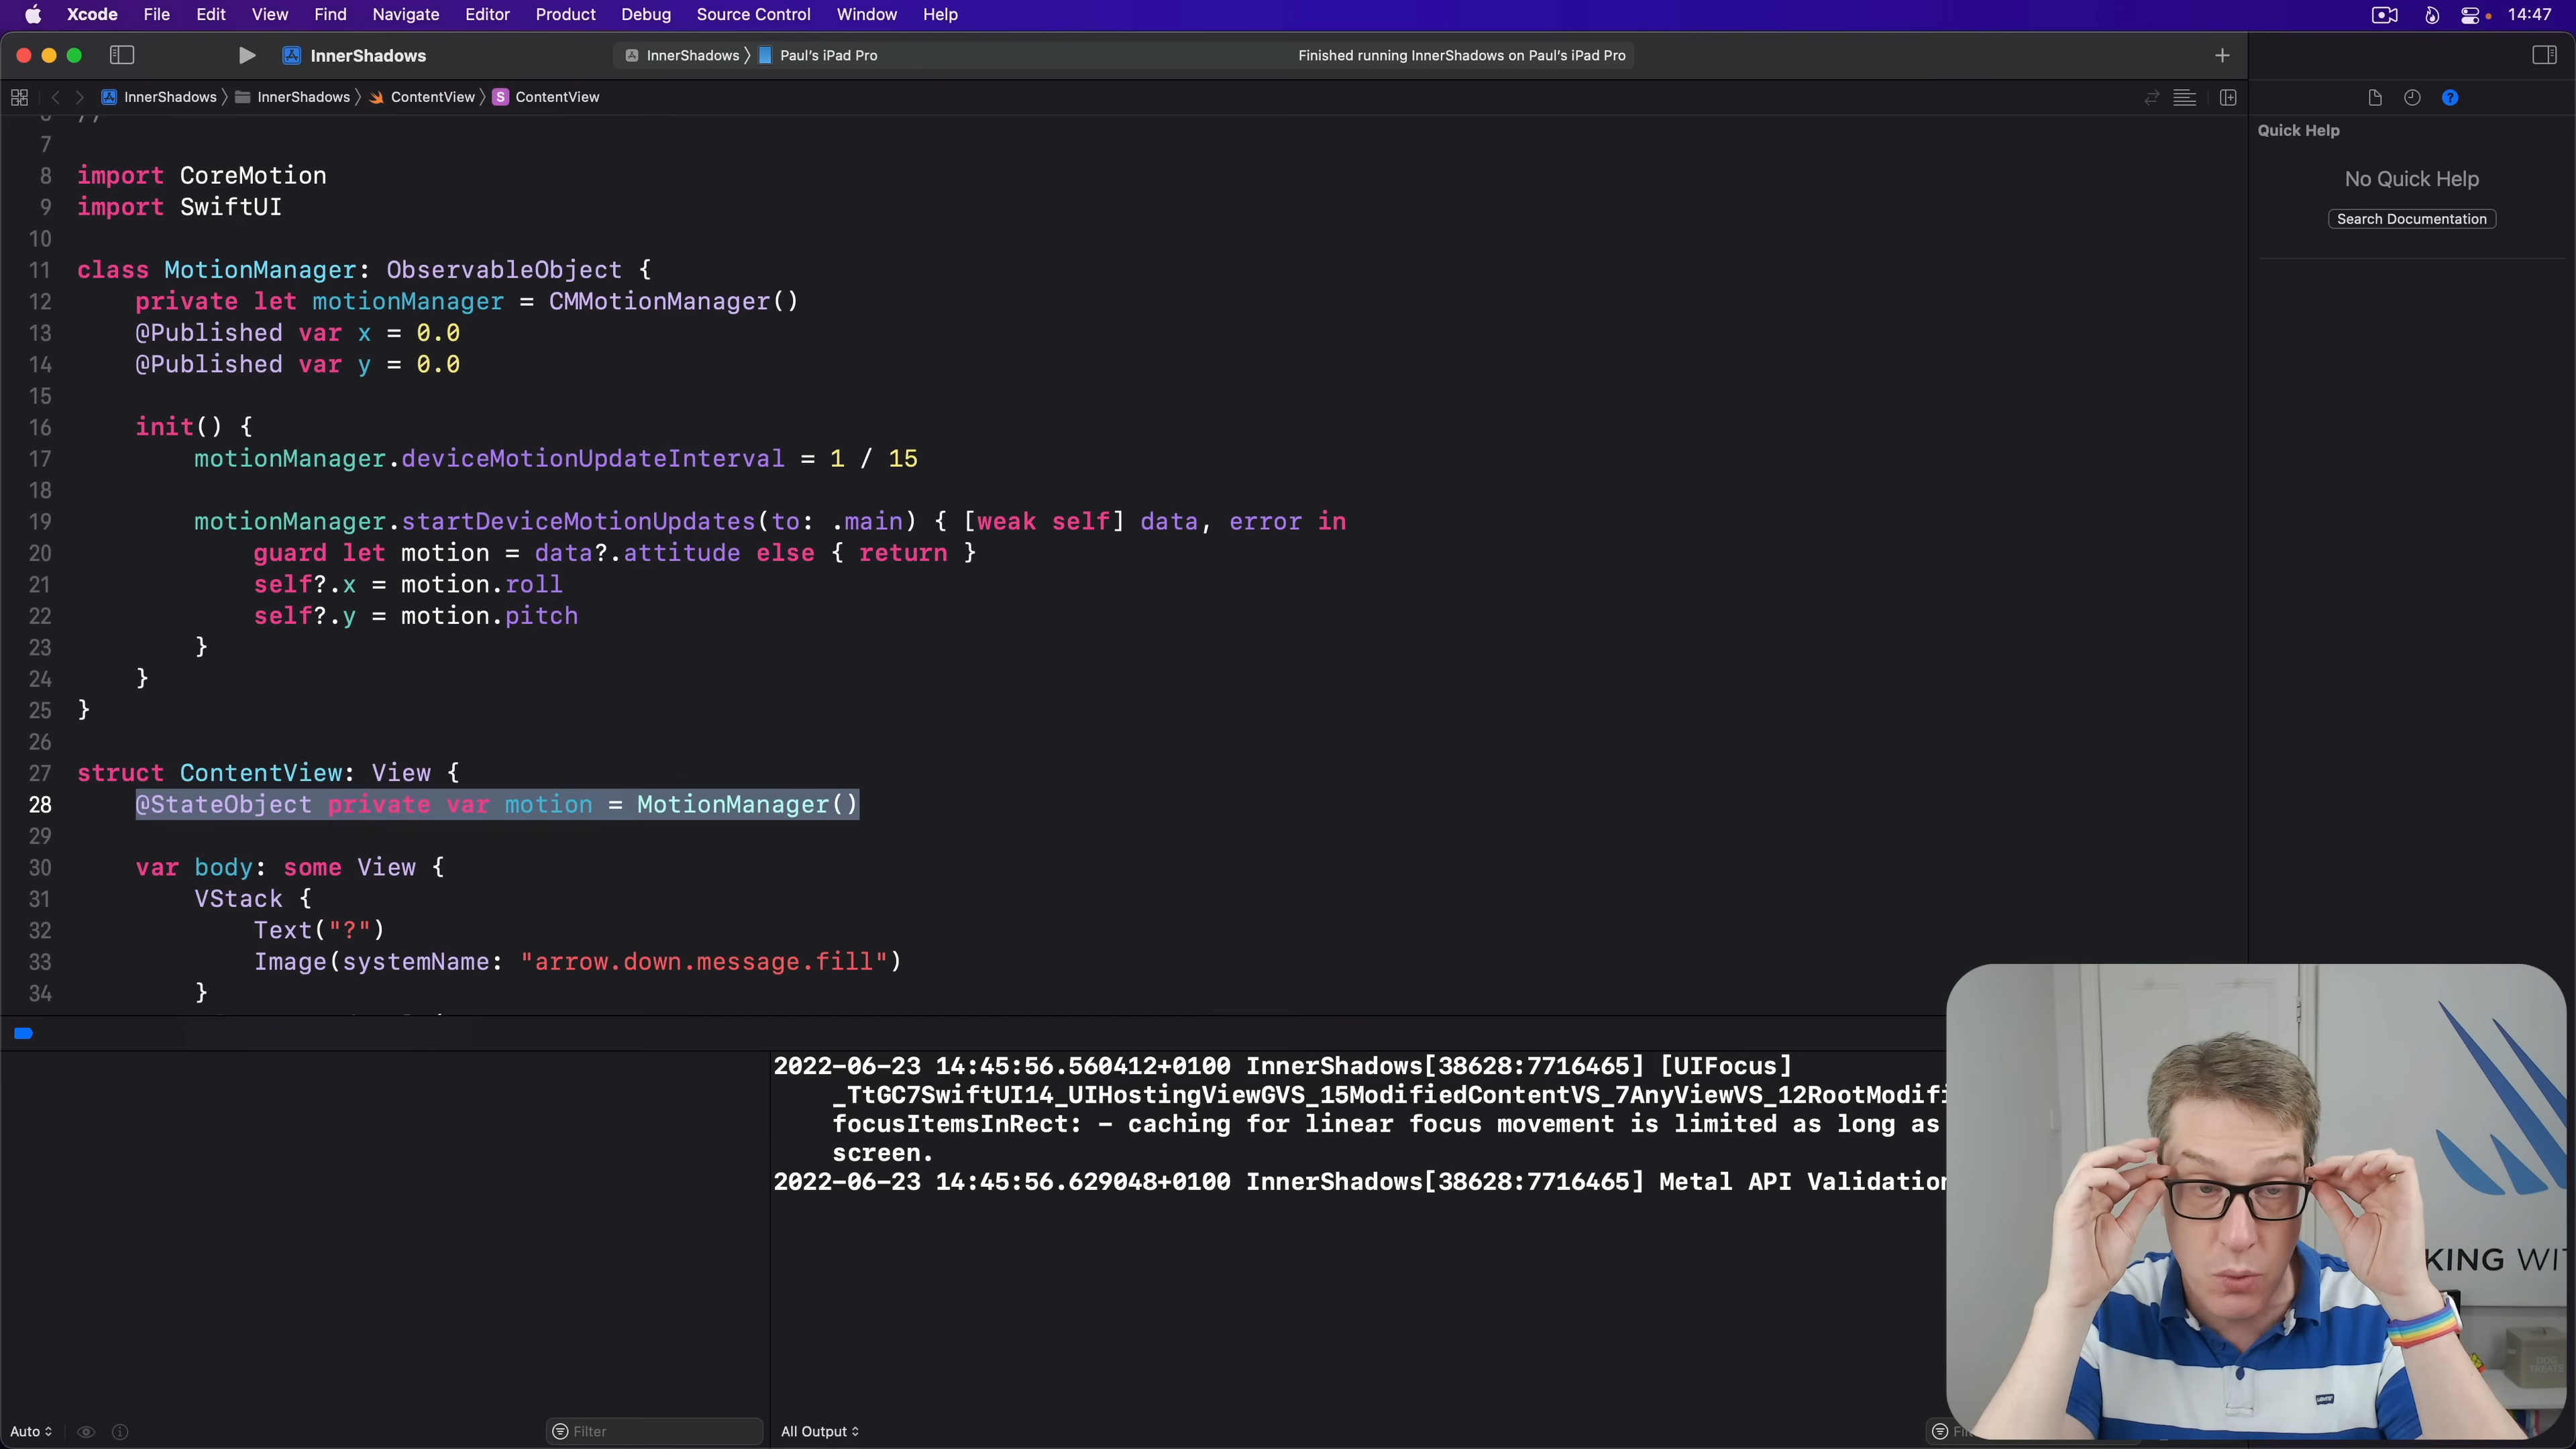 Xcode File Edit View Find Navigate Editor Product Debug Source Control Window Help 14:47
InnerShadows InnerShadows Paul's iPad Pro Finished running InnerShadows on Paul's iPad Pro
InnerShadows InnerShadows ContentView S ContentView
Quick Help
No Quick Help
Search Documentation
6 //
7
8 import CoreMotion
9 import SwiftUI
10
11 class MotionManager: ObservableObject {
12 private let motionManager = CMMotionManager()
13 @Published var x = 0.0
14 @Published var y = 0.0
15
16 init() {
17 motionManager.deviceMotionUpdateInterval = 1 / 15
18
19 motionManager.startDeviceMotionUpdates(to: .main) { [weak self] data, error in
20 guard let motion = data?.attitude else { return }
21 self?.x = motion.roll
22 self?.y = motion.pitch
23 }
24 }
25 }
26
27 struct ContentView: View {
28 @StateObject private var motion = MotionManager()
29
30 var body: some View {
31 VStack {
32 Text("?")
33 Image(systemName: "arrow.down.message.fill")
34 }
2022-06-23 14:45:56.560412+0100 InnerShadows[38628:7716465] [UIFocus]
_TtGC7SwiftUI14_UIHostingViewGVS_15ModifiedContentVS_7AnyViewVS_12RootModifi
focusItemsInRect: - caching for linear focus movement is limited as long as
screen.
2022-06-23 14:45:56.629048+0100 InnerShadows[38628:7716465] Metal API Validation
KING WIT
DOG
TREATS
Auto Filter All Output